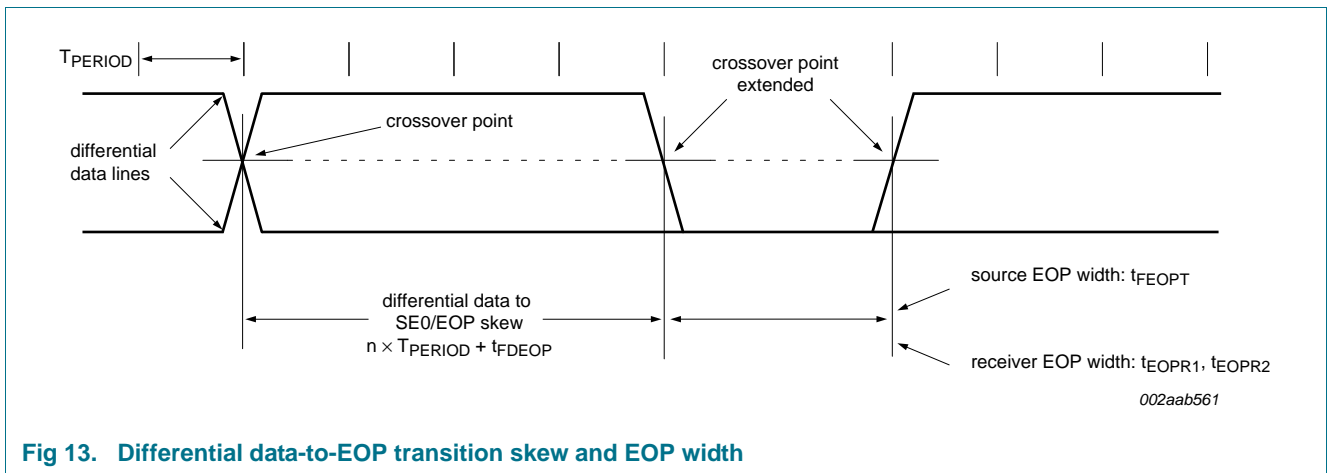 TPERIOD
crossover point
extended
crossover point
differential
data lines
differential data to
SE0/EOP skew
n × TPERIOD + tFDEOP
source EOP width: tFEOPT
receiver EOP width: tEOPR1, tEOPR2
002aab561
Fig 13. Differential data-to-EOP transition skew and EOP width